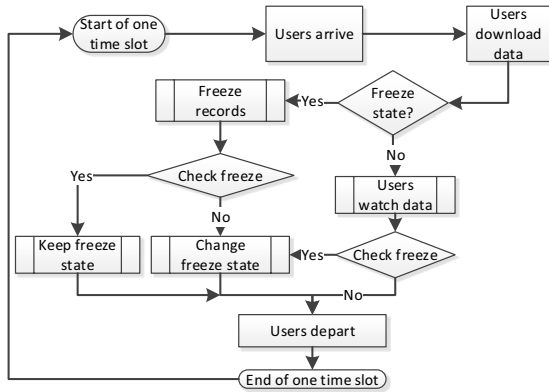 Start of one
time slot
Users arrive
Users
download
data
Freeze
records
Yes
Freeze
state?
No
Yes
Check freeze
Users
watch data
No
Keep freeze
state
Change
freeze state
Yes
Check freeze
No
Users depart
End of one time slot